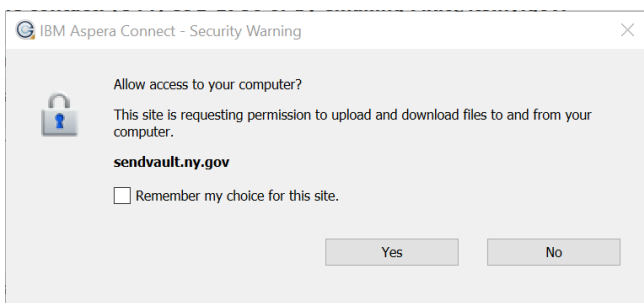 IBM Aspera Connect - Security Warning
Allow access to your computer?
This site is requesting permission to upload and download files to and from your
computer.
sendvault.ny.gov
Remember my choice for this site.
Yes
No